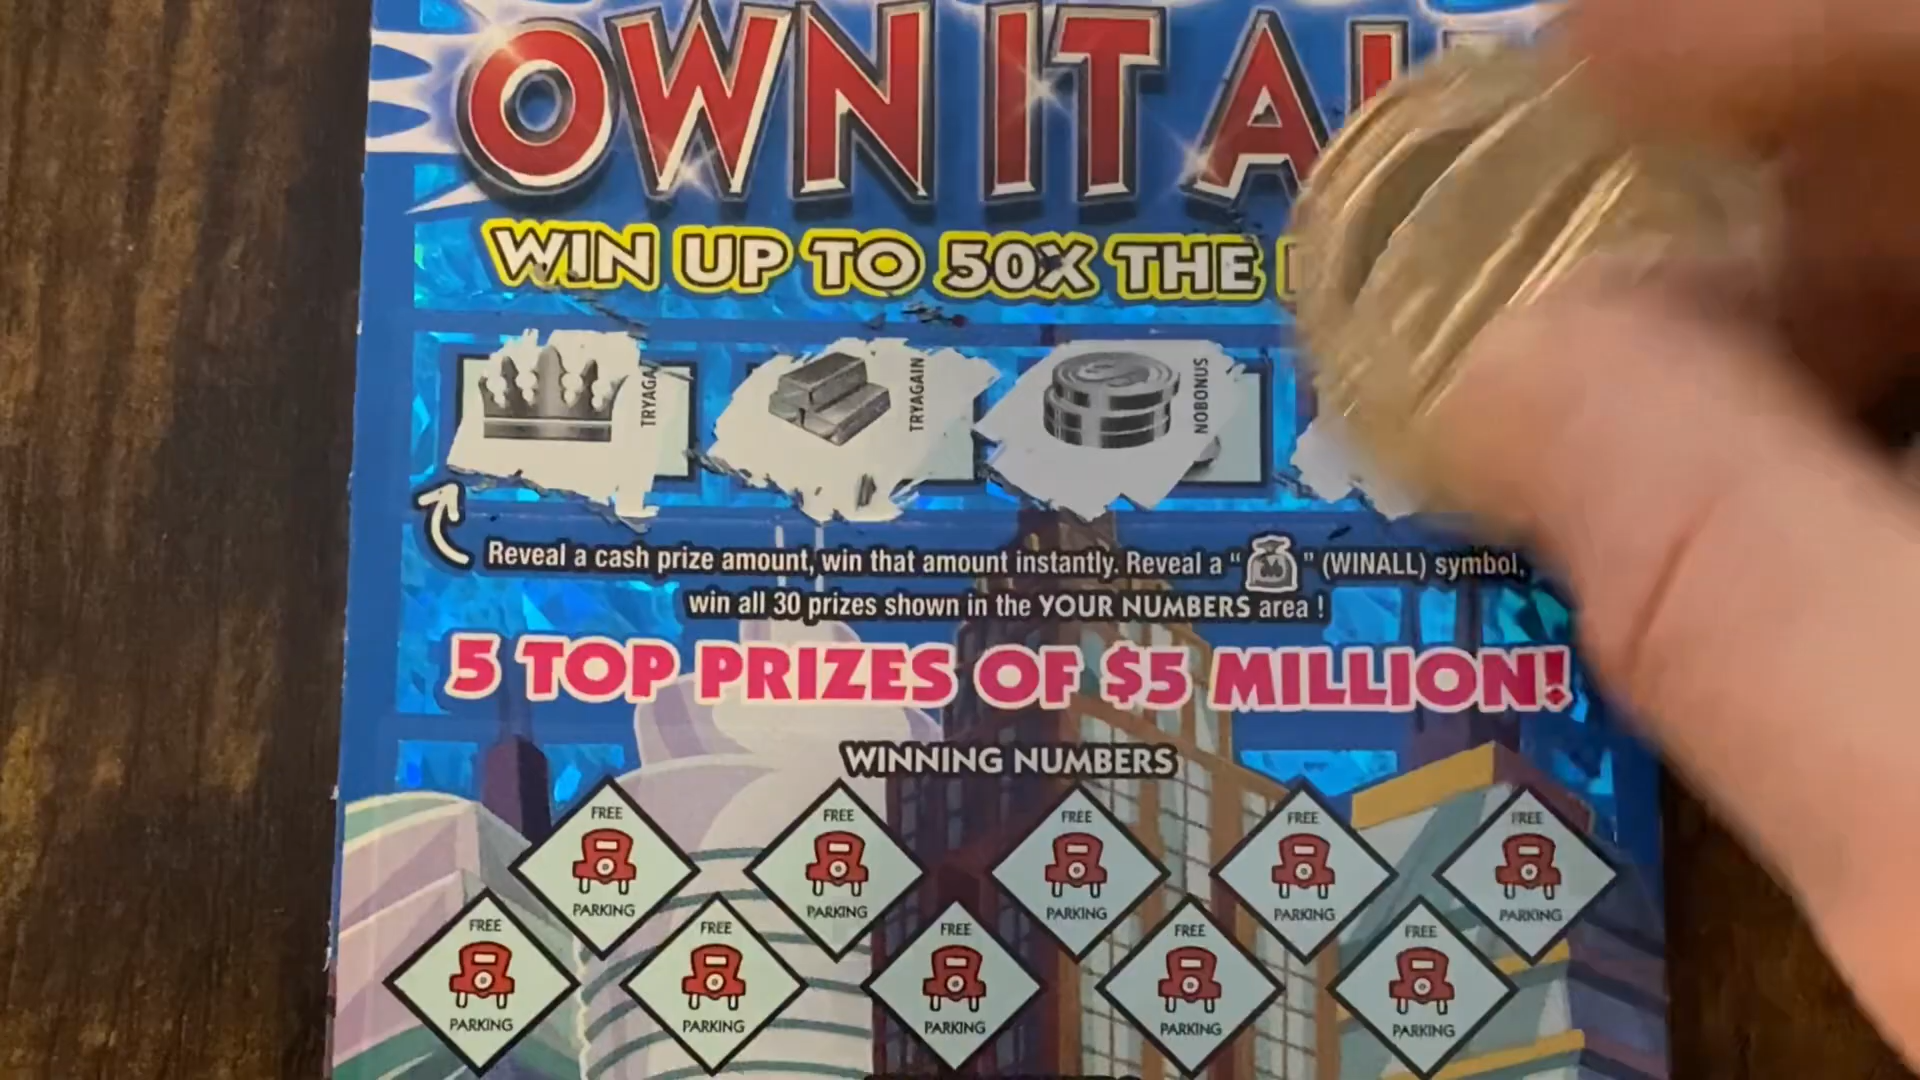 OWN IT A
WIN UP TO 50X THE
TRYAGA
TRYAGAIN
NOBONUS
Reveal a cash prize amount, win that amount instantly. Reveal a " " (WINALL) symbol,
win all 30 prizes shown in the YOUR NUMBERS area !
5 TOP PRIZES OF $5 MILLION!
WINNING NUMBERS
FREE
PARKING
FREE
PARKING
FREE
PARKING
FREE
PARKING
FREE
PARKING
FREE
PARKING
FREE
PARKING
FREE
PARKING
FREE
PARKING
FREE
PARKING